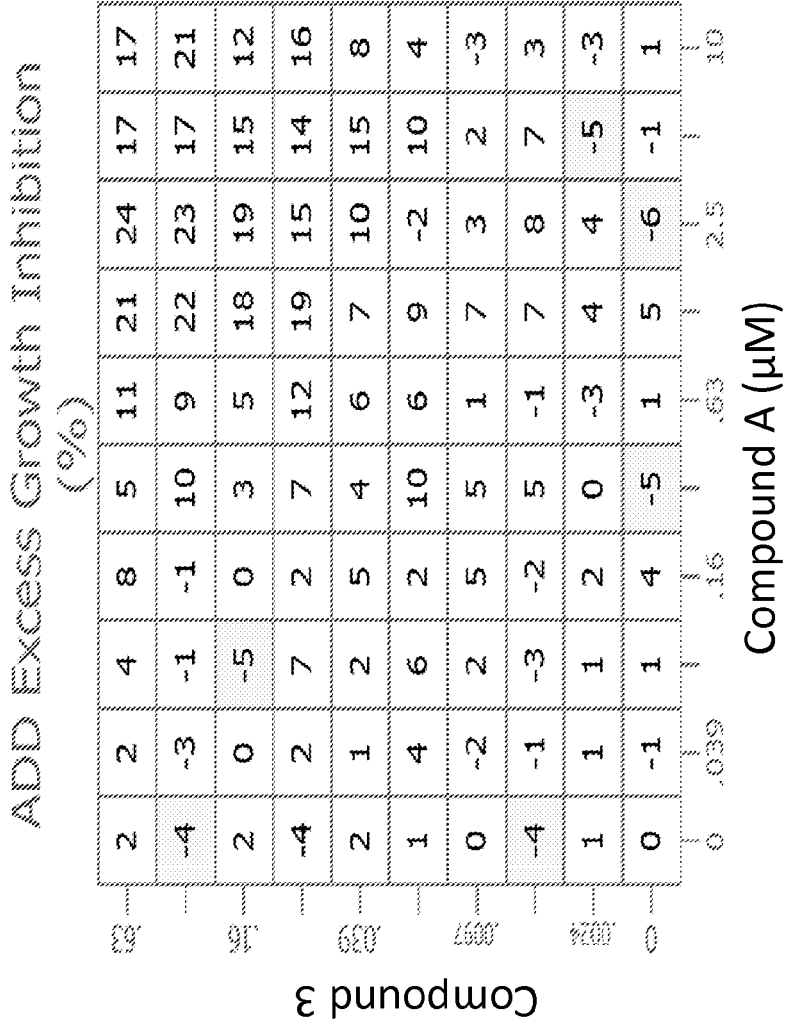 ADD Excess Growth Inhibition
(%)
.63 2 2 4 8 5 11 21 24 17 17
-4 -3 -1 -1 10 9 22 23 17 21
.16 2 0 -5 0 3 5 18 19 15 12
-4 2 7 2 7 12 19 15 14 16
.039 2 1 2 5 4 6 7 10 15 8
1 4 6 2 10 6 9 -2 10 4
.0097 0 -2 2 5 5 1 7 3 2 -3
-4 -1 -3 -2 5 -1 7 8 7 3
.0024 1 1 1 2 0 -3 4 4 -5 -3
0 0 -1 1 4 -5 1 5 -6 -1 1
0 .039 .16 .63 2.5 10
Compound 3
Compound A (μM)